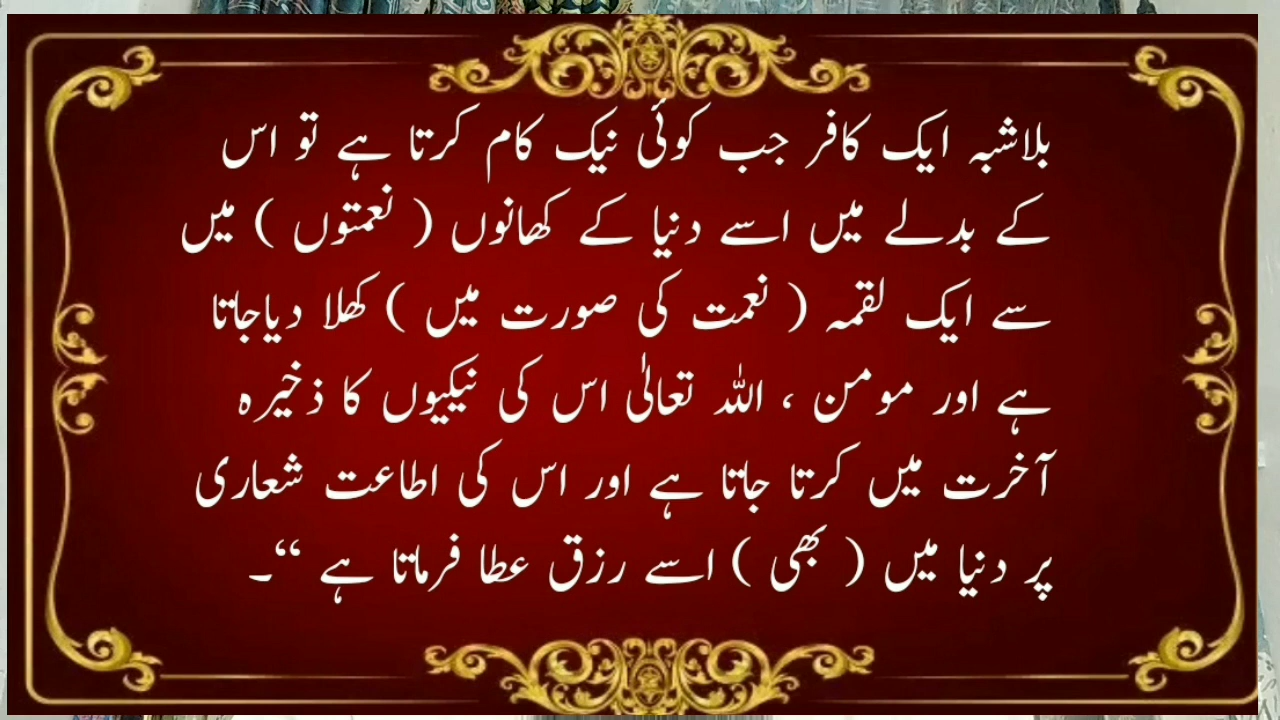 بلاشبہ ایک کافر جب کوئی نیک کام کرتا ہے تو اس
کے بدلے میں اسے دنیا کے کھانوں ( نعمتوں ) میں
سے ایک لقمہ ( نعمت کی صورت میں ) کھلا دیاجاتا
ہے اور مومن ، اللہ تعالیٰ اس کی نیکیوں کا ذخیرہ
آخرت میں کرتا جاتا ہے اور اس کی اطاعت شعاری
پر دنیا میں ( بھی ) اسے رزق عطا فرماتا ہے “۔